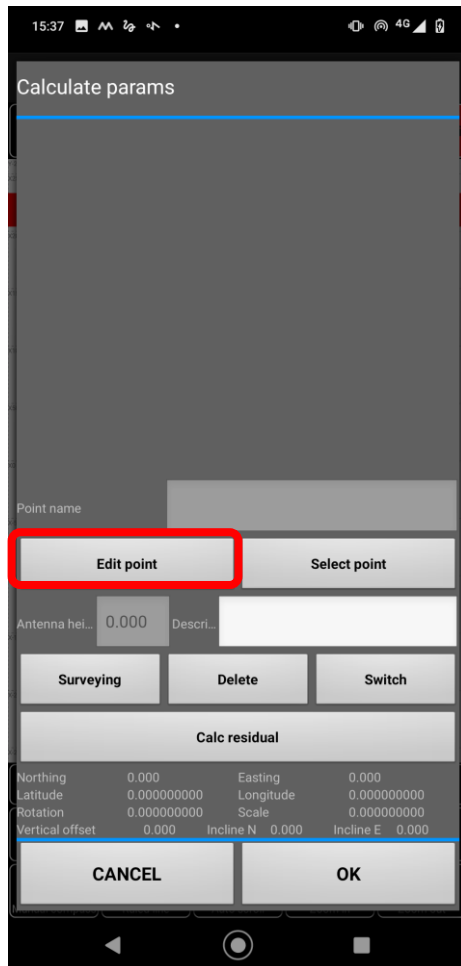 15:37 4G
Calculate params
Point name
Edit point Select point
Antenna hei... 0.000 Descri...
Surveying Delete Switch
Calc residual
Northing 0.000 Easting 0.000
Latitude 0.000000000 Longitude 0.000000000
Rotation 0.000000000 Scale 0.000000000
Vertical offset 0.000 Incline N 0.000 Incline E 0.000
CANCEL OK